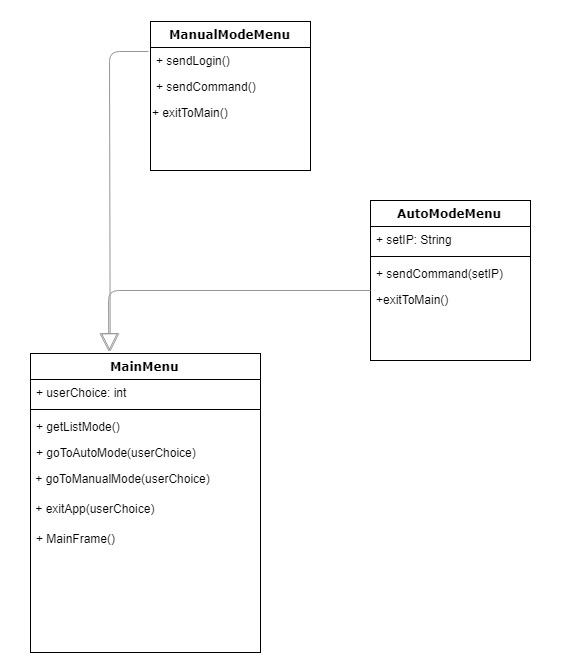 ManualModeMenu
+ sendLogin()
+ sendCommand()
+ exitToMain()
AutoModeMenu
+ setIP: String
+ sendCommand(setIP)
+exitToMain()
MainMenu
+ userChoice: int
+ getListMode()
+ goToAutoMode(userChoice)
+ goToManualMode(userChoice)
+ exitApp(userChoice)
+ MainFrame()